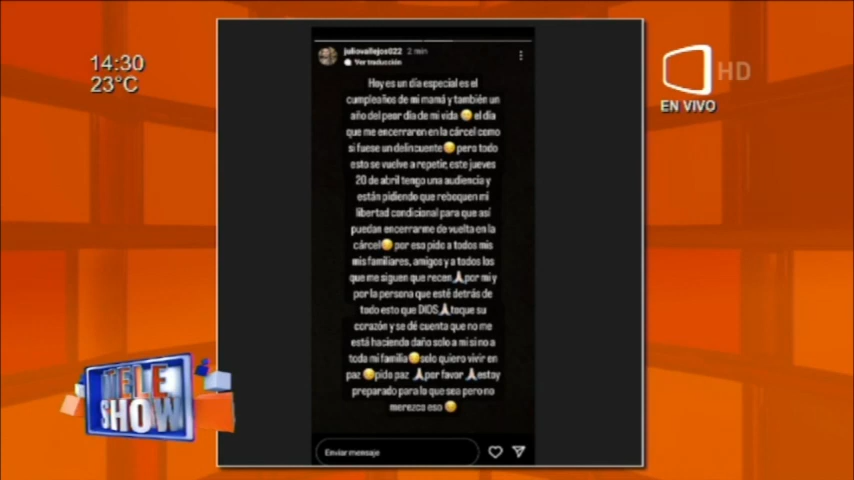 14:30
23°C
HD
EN VIVO
juliovallejos022 2 min
Ver traducción
Hoy es un día especial es el
cumpleaños de mi mamá y también un
año del peor día de mi vida 😔 el día
que me encerraron en la cárcel como
si fuese un delincuente😔 pero todo
esto se vuelve a repetir, este jueves
20 de abril tengo una audiencia y
están pidiendo que reboquen mi
libertad condicional para que así
puedan encerrarme de vuelta en la
cárcel😔 por eso pido a todos mis
mis familiares, amigos y a todos los
que me siguen que recen🙏por mi y
por la persona que esté detrás de
todo esto que DIOS🙏toque su
corazón y se dé cuenta que no me
está haciendo daño solo a mi si no a
toda mi familia😔solo quiero vivir en
paz 😔pido paz 🙏por favor 🙏estoy
preparado para lo que sea pero no
merezco eso 😔
Enviar mensaje
TELE
SHOW